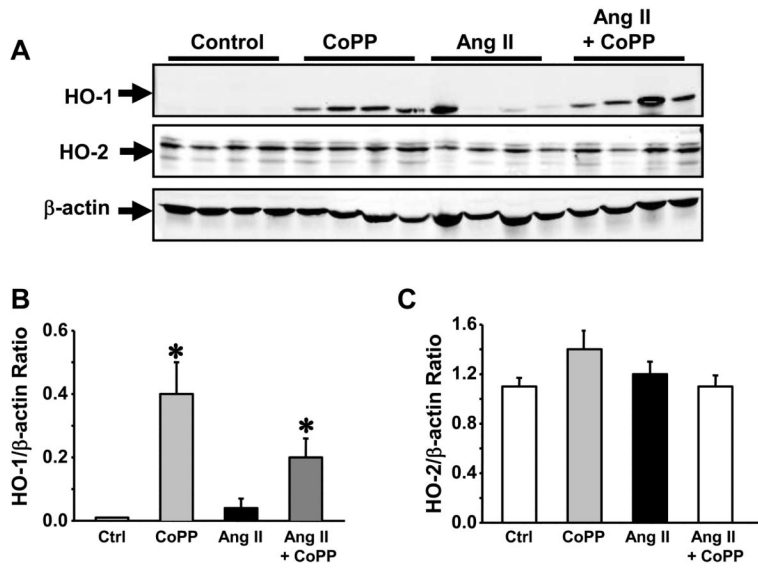 A
Control CoPP Ang II Ang II
+ CoPP
HO-1
HO-2
β-actin
B
HO-1/β-actin Ratio
0.6
0.4
0.2
0.0
Ctrl CoPP Ang II Ang II
+ CoPP
* *
C
HO-2/β-actin Ratio
1.6
1.2
0.8
0.4
0.0
Ctrl CoPP Ang II Ang II
+ CoPP